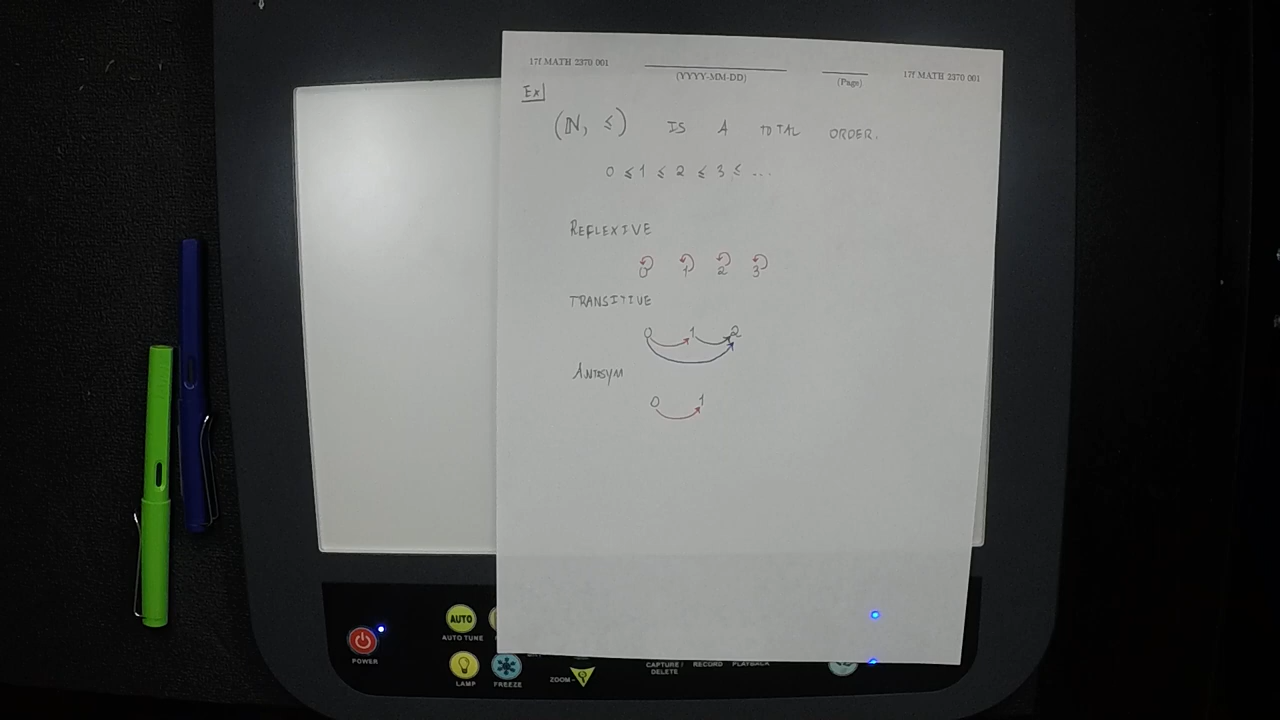 17f MATH 2370 001 (YYYY-MM-DD) (Page) 17f MATH 2370 001
Ex
(ℕ, ≤) IS A TOTAL ORDER.
0 ≤ 1 ≤ 2 ≤ 3 ≤ ...
REFLEXIVE
0 1 2 3
TRANSITIVE
0 1 2
ANTISYM
0 1
AUTO
AUTO TUNE
POWER
LAMP FREEZE ZOOM- CAPTURE / DELETE RECORD PLAYBACK